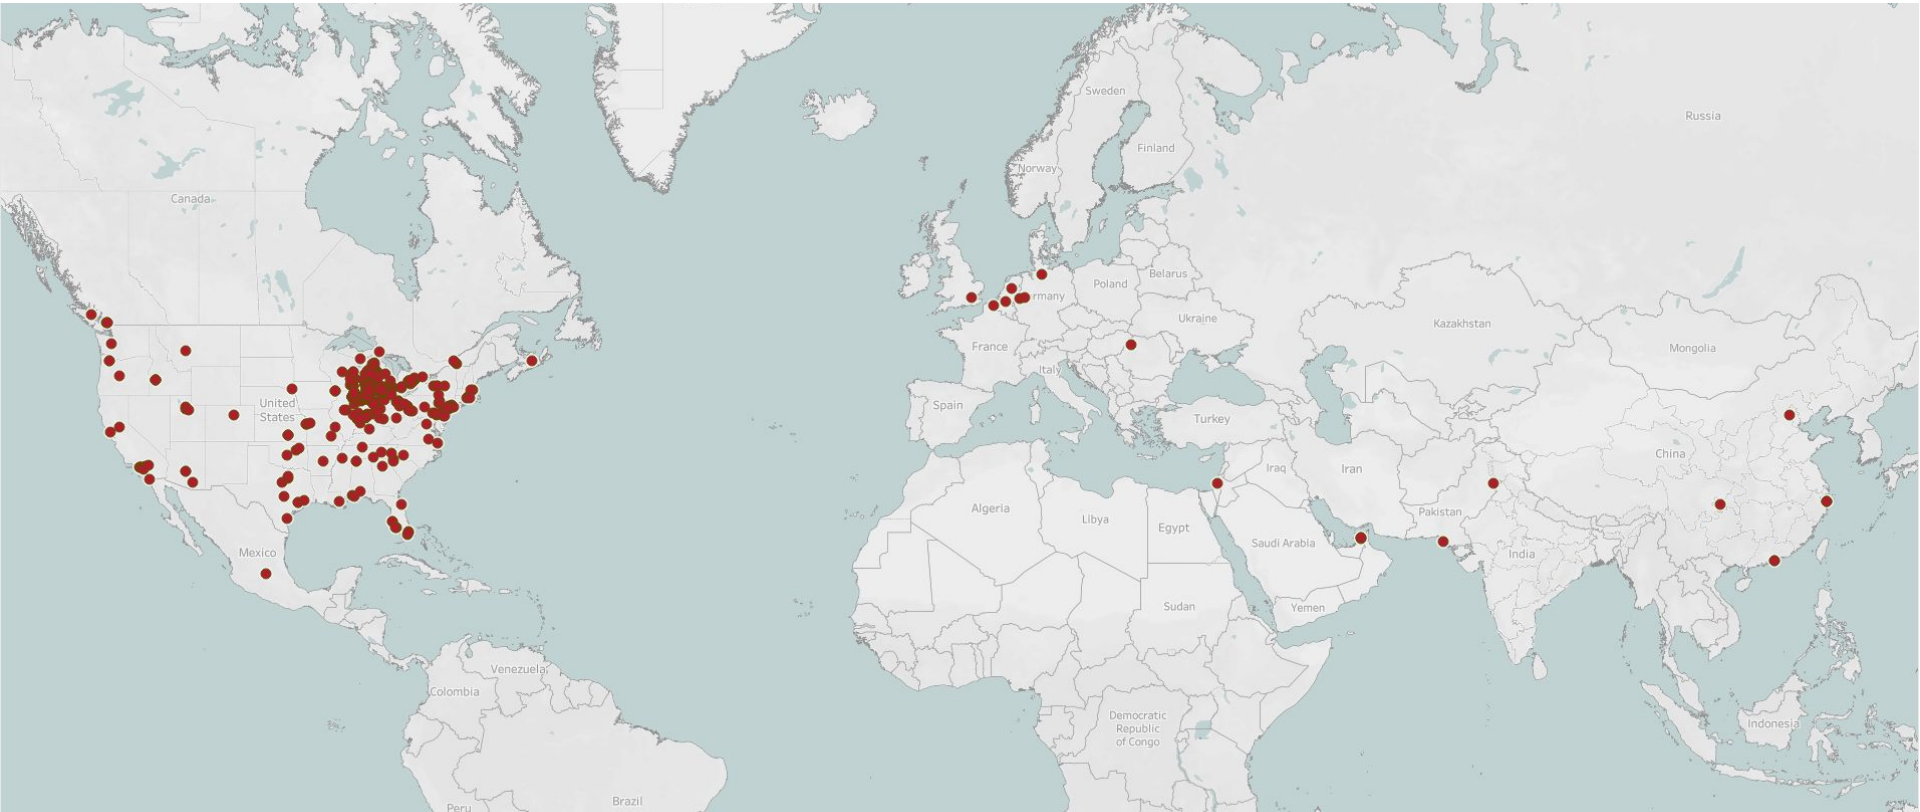 Sweden
Russia
Finland
Norway
Canada
Belarus
Poland
rmany
Ukraine
Kazakhstan
France
Mongolia
Italy
United
States
Spain
Turkey
China
Iraq
Iran
Algeria
Pakistan
Libya
Egypt
Saudi Arabia
Mexico
India
Sudan
Yemen
Venezuela
Colombia
Democratic
Republic
of Congo
Indonesia
Brazil
Peru